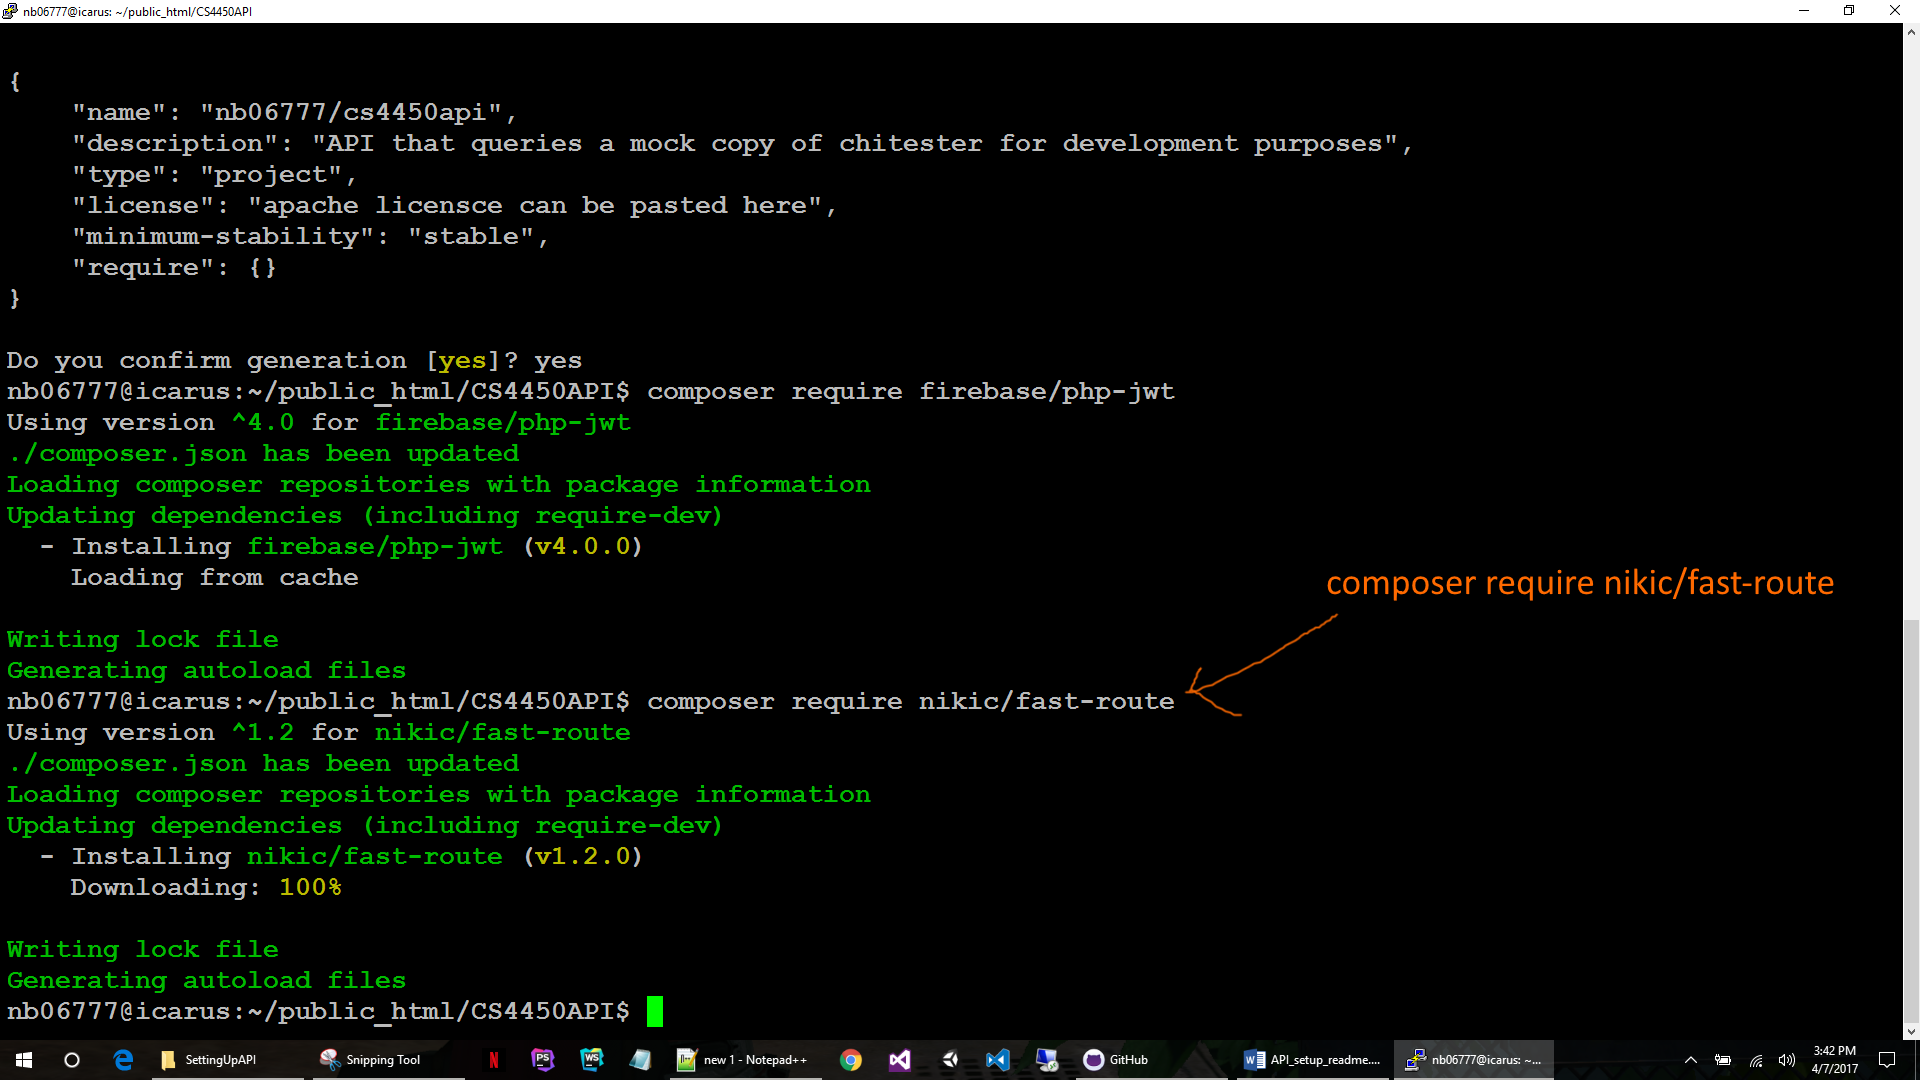 nb06777@icarus: ~/public_html/CS4450API
{
    "name": "nb06777/cs4450api",
    "description": "API that queries a mock copy of chitester for development purposes",
    "type": "project",
    "license": "apache licensce can be pasted here",
    "minimum-stability": "stable",
    "require": {}
}
Do you confirm generation [yes]? yes
nb06777@icarus:~/public_html/CS4450API$ composer require firebase/php-jwt
Using version ^4.0 for firebase/php-jwt
./composer.json has been updated
Loading composer repositories with package information
Updating dependencies (including require-dev)
  - Installing firebase/php-jwt (v4.0.0)
    Loading from cache
composer require nikic/fast-route
Writing lock file
Generating autoload files
nb06777@icarus:~/public_html/CS4450API$ composer require nikic/fast-route
Using version ^1.2 for nikic/fast-route
./composer.json has been updated
Loading composer repositories with package information
Updating dependencies (including require-dev)
  - Installing nikic/fast-route (v1.2.0)
    Downloading: 100%
Writing lock file
Generating autoload files
nb06777@icarus:~/public_html/CS4450API$
SettingUpAPI Snipping Tool N PS WS new 1 - Notepad++ GitHub API_setup_readme.... nb06777@icarus: ~... 3:42 PM
4/7/2017